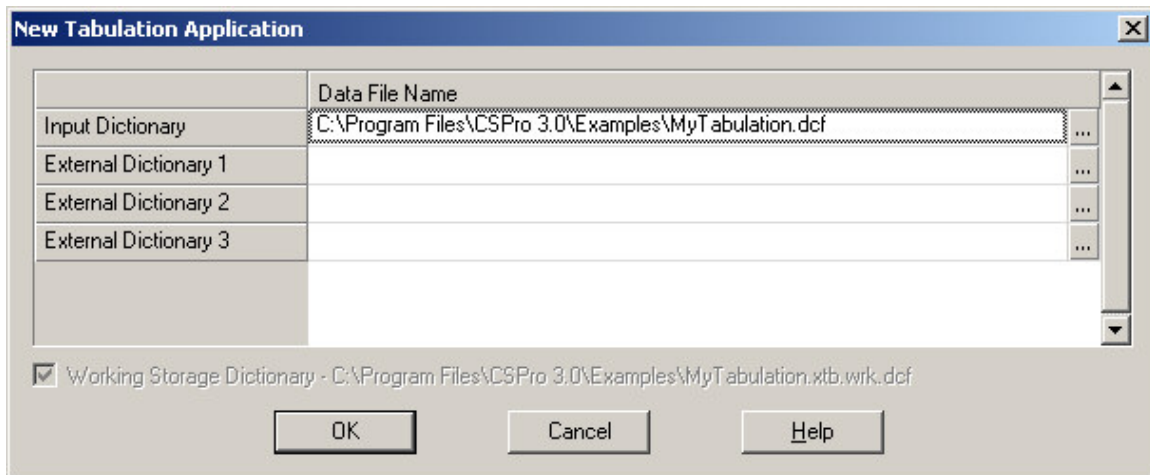 New Tabulation Application
Data File Name
Input Dictionary C:\Program Files\CSPro 3.0\Examples\MyTabulation.dcf ...
External Dictionary 1 ...
External Dictionary 2 ...
External Dictionary 3 ...
Working Storage Dictionary - C:\Program Files\CSPro 3.0\Examples\MyTabulation.xtb.wrk.dcf
OK Cancel Help